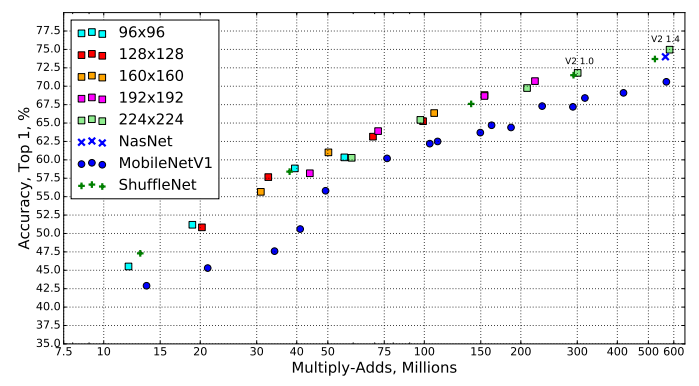 77.5
75.0
72.5
70.0
67.5
65.0
62.5
60.0
57.5
55.0
52.5
50.0
47.5
45.0
42.5
40.0
37.5
35.0
Accuracy, Top 1, %
96x96
128x128
160x160
192x192
224x224
NasNet
MobileNetV1
ShuffleNet
V2 1.0
V2 1.4
7.5 10 15 20 30 40 50 75 100 150 200 300 400 500 600
Multiply-Adds, Millions